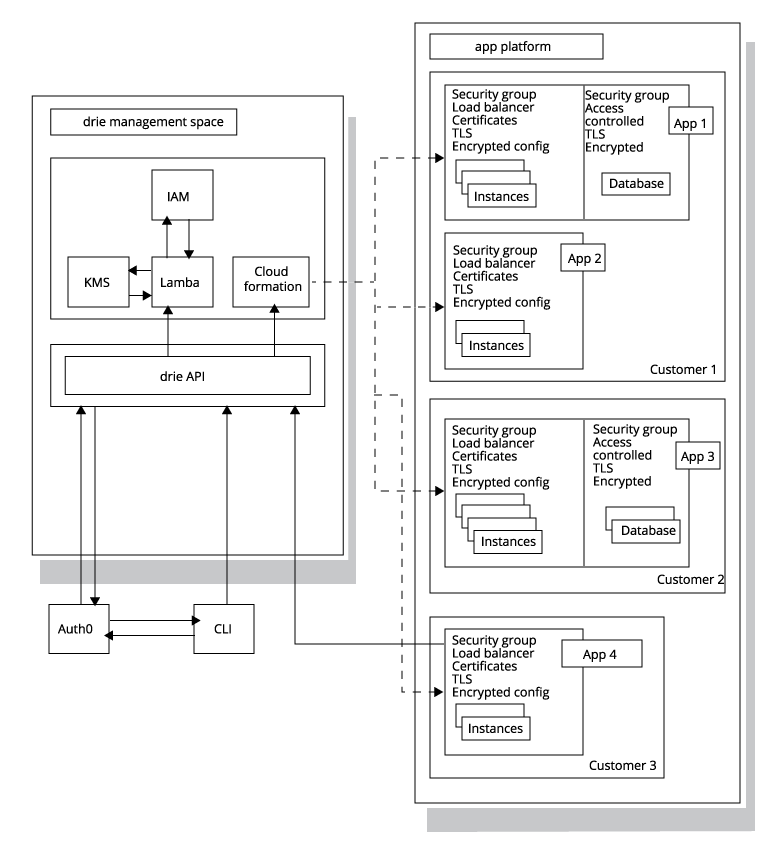 app platform
drie management space
Security group
Load balancer
Certificates
TLS
Encrypted config
Instances
Security group
Access
controlled
TLS
Encrypted
App 1
Database
IAM
KMS
Lamba
Cloud
formation
Security group
Load balancer
Certificates
TLS
Encrypted config
App 2
Instances
Customer 1
drie API
Security group
Load balancer
Certificates
TLS
Encrypted config
Instances
Security group
Access
controlled
TLS
Encrypted
App 3
Database
Customer 2
Auth0
CLI
Security group
Load balancer
Certificates
TLS
Encrypted config
App 4
Instances
Customer 3